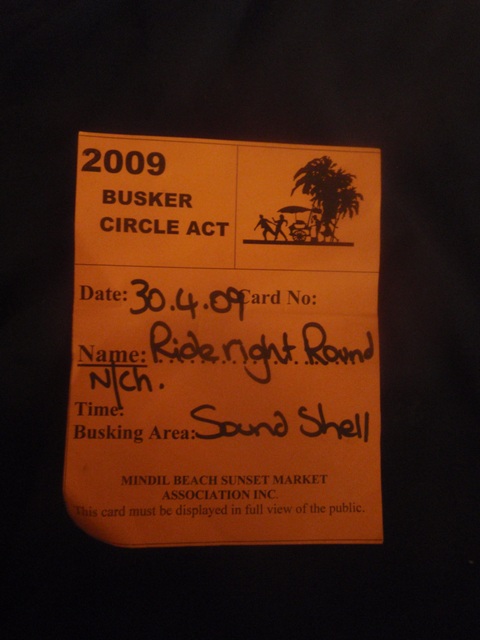 2009
BUSKER
CIRCLE ACT
Date: 30.4.09 Card No:
Name: Ride right Round
N/Ch.
Time:
Busking Area: Sound Shell
MINDIL BEACH SUNSET MARKET
ASSOCIATION INC.
This card must be displayed in full view of the public.